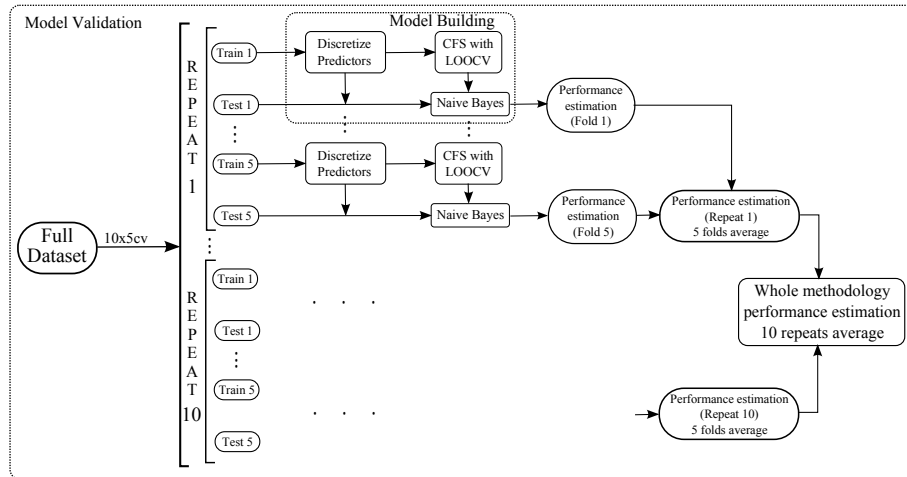 Model Validation
Model Building
Full
Dataset
10x5cv
REPEAT
1
Train 1
Discretize
Predictors
CFS with
LOOCV
Test 1
Naive Bayes
Performance
estimation
(Fold 1)
Train 5
Discretize
Predictors
CFS with
LOOCV
Test 5
Naive Bayes
Performance
estimation
(Fold 5)
Performance estimation
(Repeat 1)
5 folds average
REPEAT
10
Train 1
Test 1
Train 5
Test 5
Performance estimation
(Repeat 10)
5 folds average
Whole methodology
performance estimation
10 repeats average